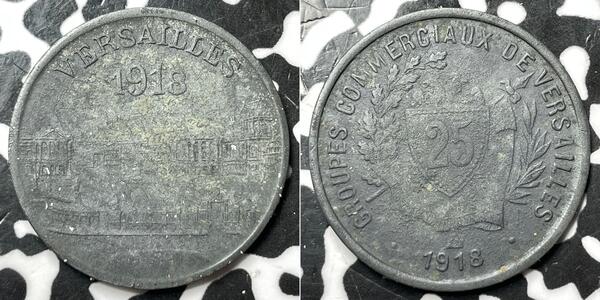 VERSAILLES
1918
GROUPES COMMERCIAUX DE VERSAILLES
25
· 1918 ·